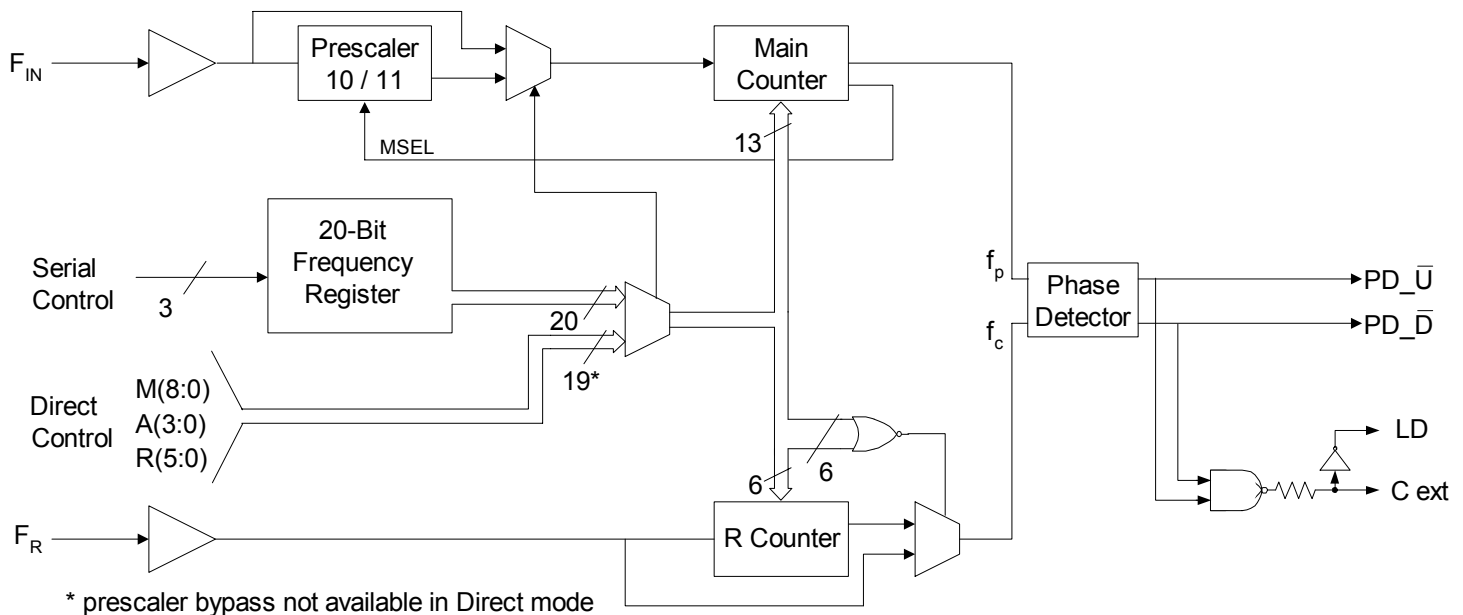 F_IN
Prescaler
10 / 11
Main
Counter
MSEL
13
20-Bit
Frequency
Register
Serial
Control
3
20
19*
Direct
Control
M(8:0)
A(3:0)
R(5:0)
6
6
F_R
R Counter
f_p
f_c
Phase
Detector
PD_U̅
PD_D̅
LD
C ext
* prescaler bypass not available in Direct mode